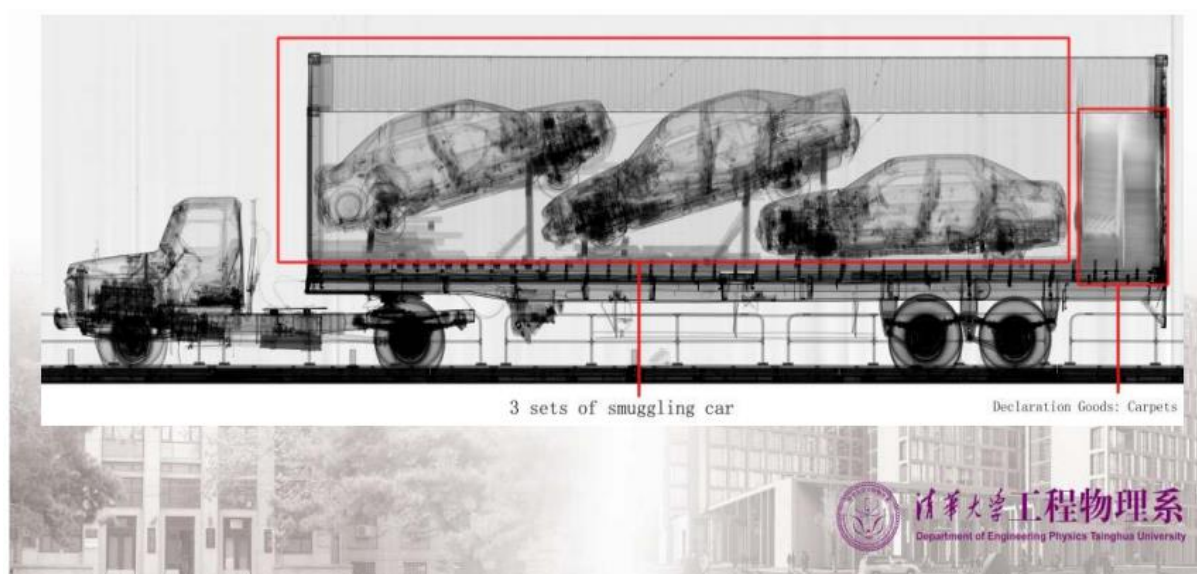 3 sets of smuggling car
Declaration Goods: Carpets
清华大学工程物理系
Department of Engineering Physics Tsinghua University